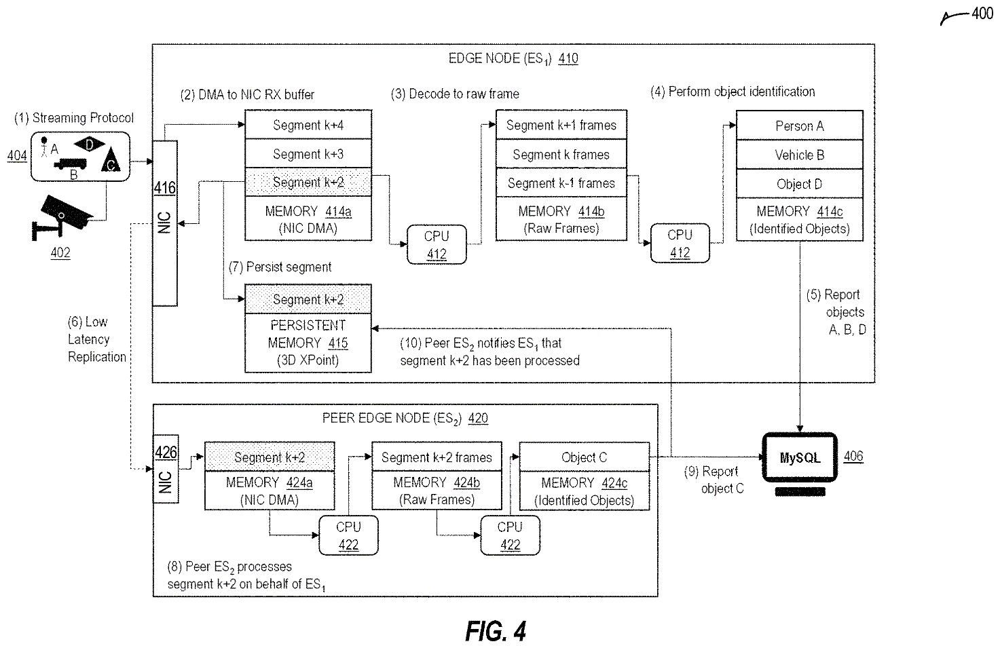 400
EDGE NODE (ES1) 410
(2) DMA to NIC RX buffer
(3) Decode to raw frame
(4) Perform object identification
(1) Streaming Protocol
404
A
D
B
C
402
416
NIC
Segment k+4
Segment k+3
Segment k+2
MEMORY 414a
(NIC DMA)
CPU
412
Segment k+1 frames
Segment k frames
Segment k-1 frames
MEMORY 414b
(Raw Frames)
CPU
412
Person A
Vehicle B
Object D
MEMORY 414c
(Identified Objects)
(7) Persist segment
Segment k+2
PERSISTENT
MEMORY 415
(3D XPoint)
(5) Report
objects
A, B, D
(6) Low
Latency
Replication
(10) Peer ES2 notifies ES1 that
segment k+2 has been processed
PEER EDGE NODE (ES2) 420
426
NIC
Segment k+2
MEMORY 424a
(NIC DMA)
CPU
422
Segment k+2 frames
MEMORY 424b
(Raw Frames)
CPU
422
Object C
MEMORY 424c
(Identified Objects)
(9) Report
object C
MySQL
406
(8) Peer ES2 processes
segment k+2 on behalf of ES1
FIG. 4